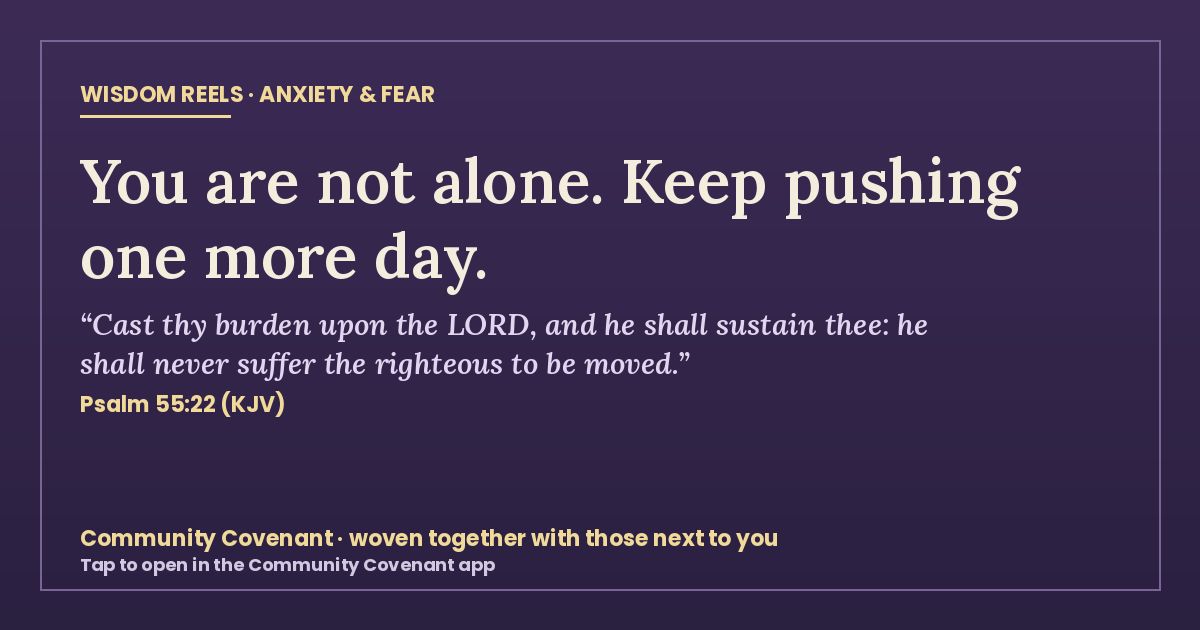 WISDOM REELS · ANXIETY & FEAR
You are not alone. Keep pushing
one more day.
“Cast thy burden upon the LORD, and he shall sustain thee: he
shall never suffer the righteous to be moved.”
Psalm 55:22 (KJV)
Community Covenant · woven together with those next to you
Tap to open in the Community Covenant app